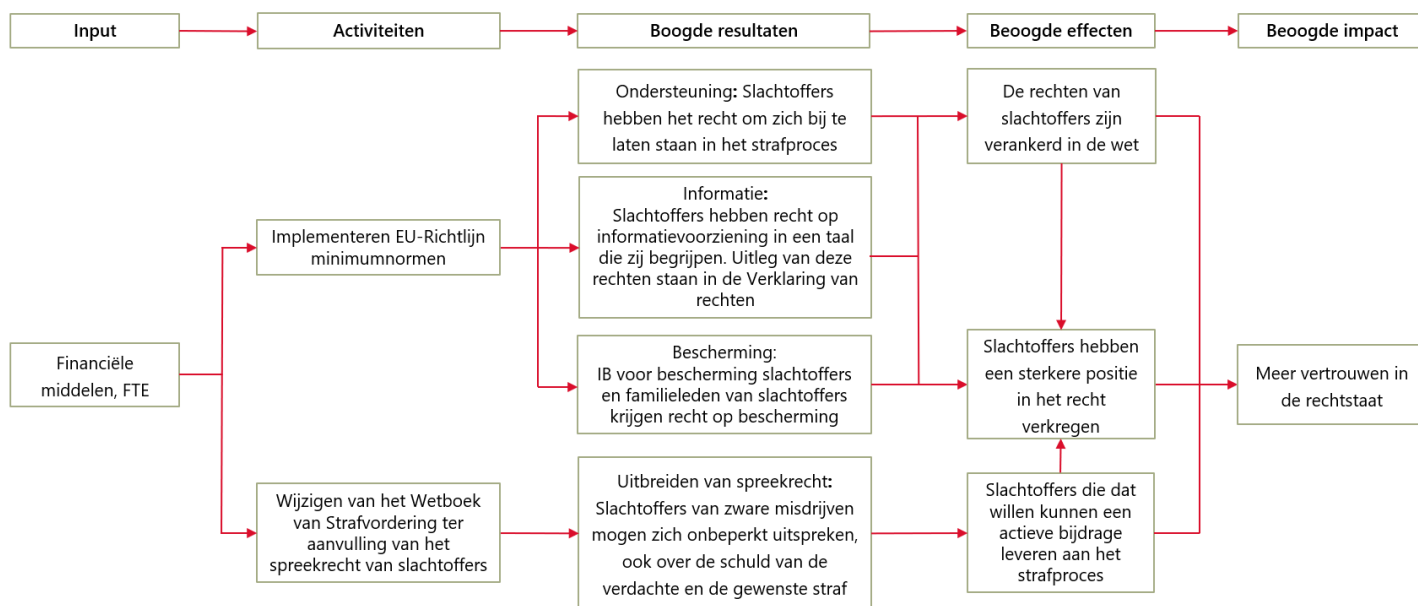 Input
Activiteiten
Boogde resultaten
Beoogde effecten
Beoogde impact
Financiële
middelen, FTE
Implementeren EU-Richtlijn
minimumnormen
Wijzigen van het Wetboek
van Strafvordering ter
aanvulling van het
spreekrecht van slachtoffers
Ondersteuning: Slachtoffers
hebben het recht om zich bij te
laten staan in het strafproces
Informatie:
Slachtoffers hebben recht op
informatievoorziening in een taal
die zij begrijpen. Uitleg van deze
rechten staan in de Verklaring van
rechten
Bescherming:
IB voor bescherming slachtoffers
en familieleden van slachtoffers
krijgen recht op bescherming
Uitbreiden van spreekrecht:
Slachtoffers van zware misdrijven
mogen zich onbeperkt uitspreken,
ook over de schuld van de
verdachte en de gewenste straf
De rechten van
slachtoffers zijn
verankerd in de wet
Slachtoffers hebben
een sterkere positie
in het recht
verkregen
Slachtoffers die dat
willen kunnen een
actieve bijdrage
leveren aan het
strafproces
Meer vertrouwen in
de rechtstaat